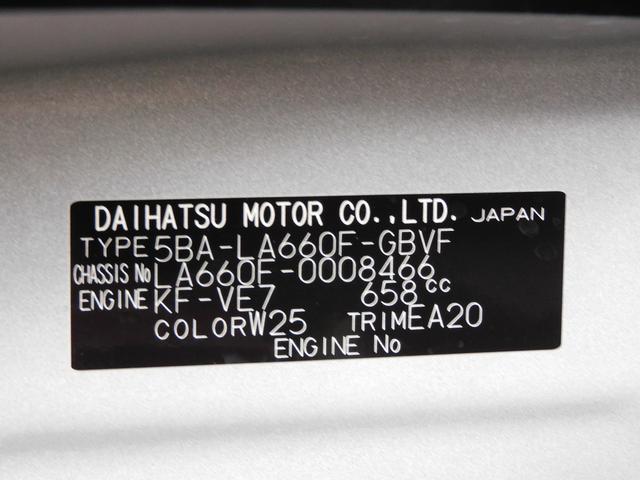 DAIHATSU MOTOR CO.,LTD. JAPAN
TYPE 5BA-LA660F-GBVF
CHASSIS No LA660F-0008466
ENGINE KF-VE7 658cc
COLOR W25 TRIM EA20
ENGINE No